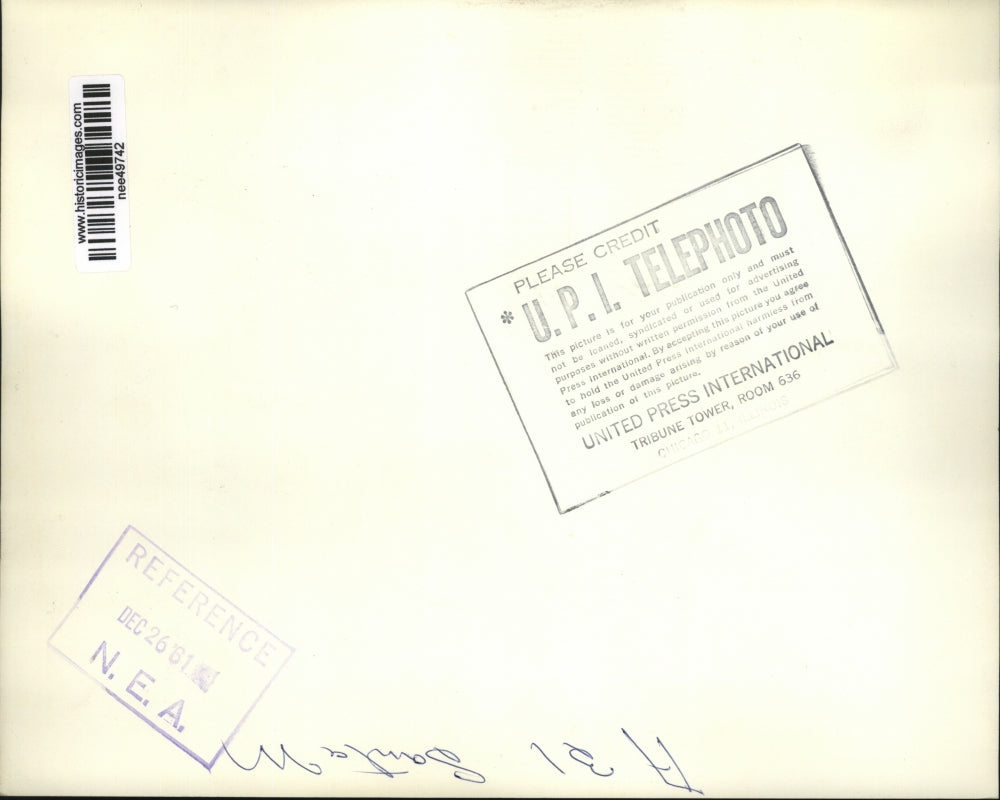 www.historicimages.com
nee49742
PLEASE CREDIT
* U.P.I. TELEPHOTO
This picture is for your publication only and must
not be loaned, syndicated or used for advertising
purposes without written permission from the United
Press International. By accepting this picture you agree
to hold the United Press International harmless from
any loss or damage arising by reason of your use of
publication of this picture.
UNITED PRESS INTERNATIONAL
TRIBUNE TOWER, ROOM 636
CHICAGO 11, ILLINOIS
REFERENCE
DEC 26 '61
N. E. A.